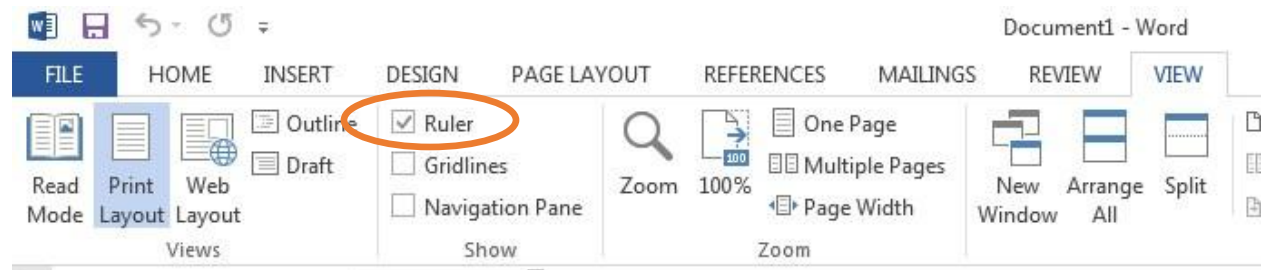 Document1 - Word
FILE HOME INSERT DESIGN PAGE LAYOUT REFERENCES MAILINGS REVIEW VIEW
Read Mode
Print Layout
Web Layout
Outline
Draft
Views
Ruler
Gridlines
Navigation Pane
Show
Zoom
100
100%
One Page
Multiple Pages
Page Width
Zoom
New Window
Arrange All
Split